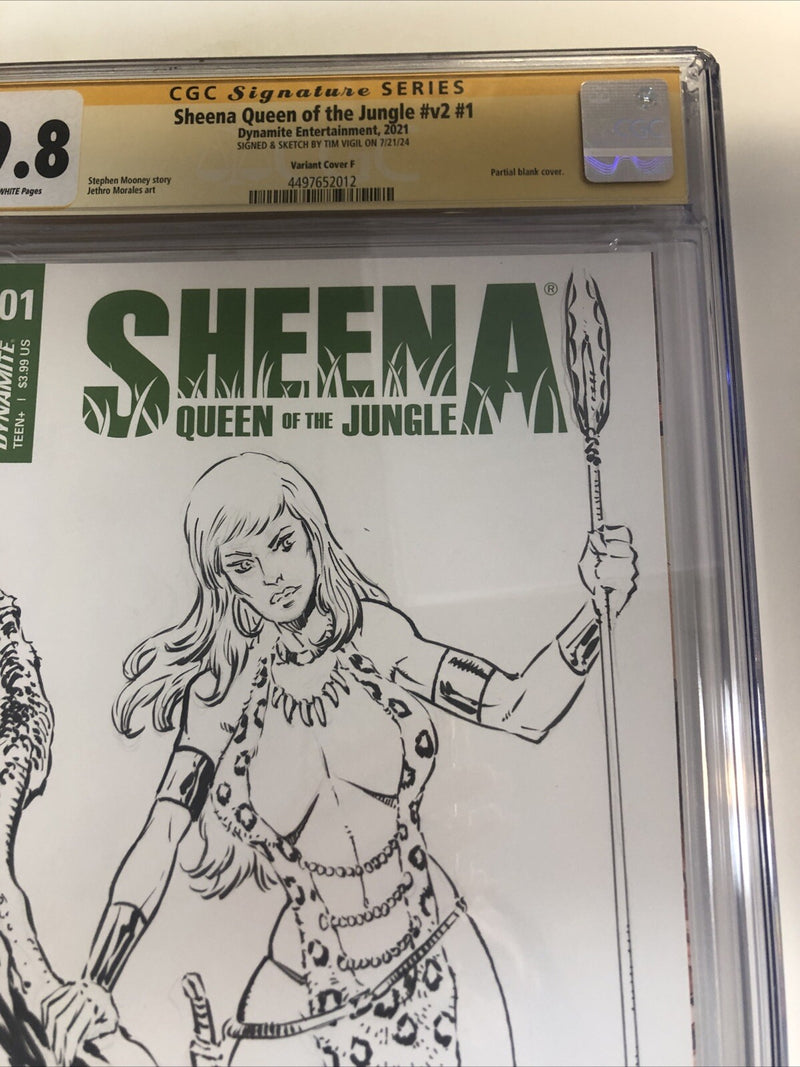 CGC Signature SERIES
Sheena Queen of the Jungle #v2 #1
Dynamite Entertainment, 2021
SIGNED & SKETCH BY TIM VIGIL ON 7/21/24
Variant Cover F
4497652012
9.8
WHITE Pages
Stephen Mooney story
Jethro Morales art
Partial blank cover.
CGC
01
DYNAMITE
TEEN+ | $3.99 US
SHEENA®
QUEEN OF THE JUNGLE